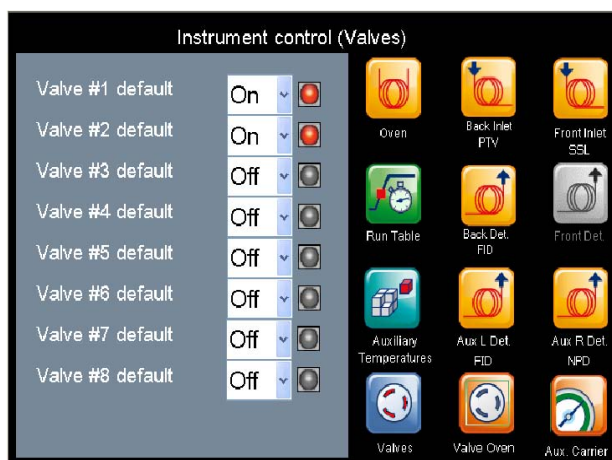 Instrument control (Valves)
Valve #1 default On
Valve #2 default On
Valve #3 default Off
Valve #4 default Off
Valve #5 default Off
Valve #6 default Off
Valve #7 default Off
Valve #8 default Off
Oven
Back Inlet
PTV
Front Inlet
SSL
Run Table
Back Det.
FID
Front Det.
Auxiliary
Temperatures
Aux L Det.
FID
Aux R Det.
NPD
Valves
Valve Oven
Aux. Carrier